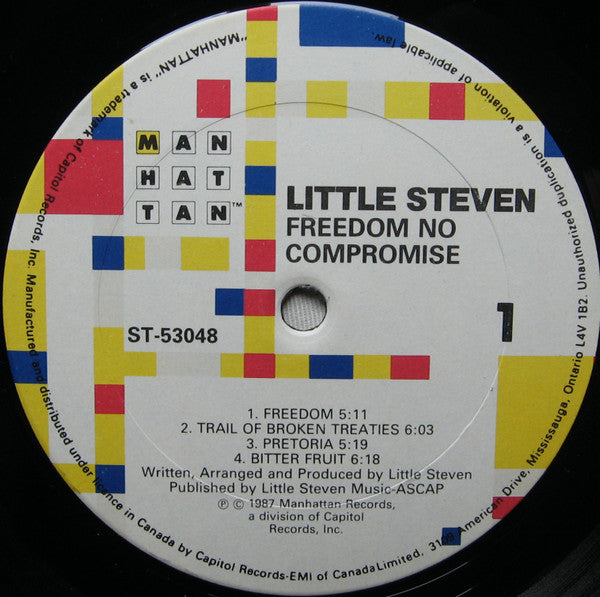 MAN
HAT
TAN™
LITTLE STEVEN
FREEDOM NO
COMPROMISE
ST-53048
1
1. FREEDOM 5:11
2. TRAIL OF BROKEN TREATIES 6:03
3. PRETORIA 5:19
4. BITTER FRUIT 6:18
Written, Arranged and Produced by Little Steven
Published by Little Steven Music-ASCAP
℗ © 1987 Manhattan Records,
a division of Capitol
Records, Inc.
"MANHATTAN" is a trademark of Capitol Records, Inc. Manufactured and distributed under licence in Canada by Capitol Records-EMI of Canada Limited, 3109 American Drive, Mississauga, Ontario L4V 1B2. Unauthorized duplication is a violation of applicable law.